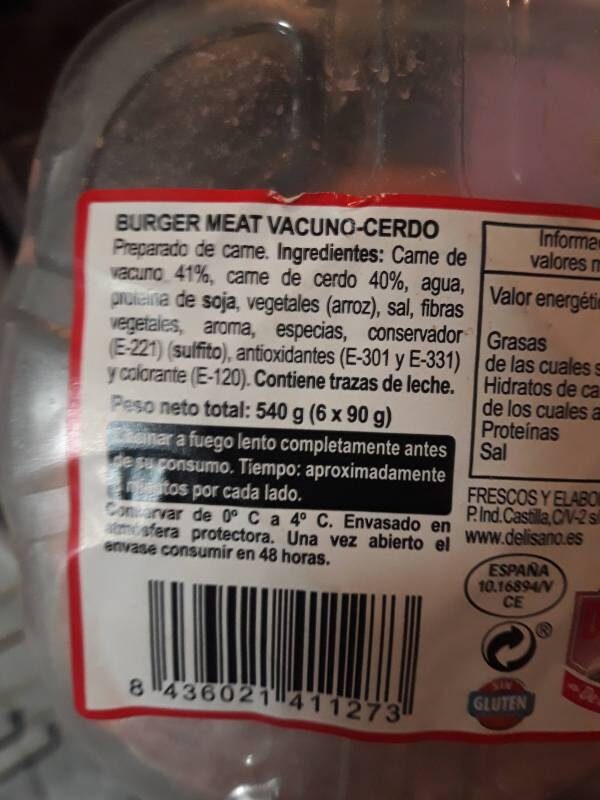 BURGER MEAT VACUNO-CERDO
Preparado de carne. Ingredientes: Carne de
vacuno 41%, carne de cerdo 40%, agua,
proteína de soja, vegetales (arroz), sal, fibras
vegetales, aroma, especias, conservador
(E-221) (sulfito), antioxidantes (E-301 y E-331)
y colorante (E-120). Contiene trazas de leche.
Peso neto total: 540 g (6 x 90 g)
Cocinar a fuego lento completamente antes
de su consumo. Tiempo: aproximadamente
minutos por cada lado.
Conservar de 0º C a 4º C. Envasado en
atmósfera protectora. Una vez abierto el
envase consumir en 48 horas.
8 436021 411273
Informa
valores
Valor energéti
Grasas
de las cuales s
Hidratos de ca
de los cuales a
Proteínas
Sal
FRESCOS Y ELABO
P.Ind.Castilla, C/V-2 s/
www.delisano.es
ESPAÑA
10.16894/V
CE
®
SIN
GLUTEN